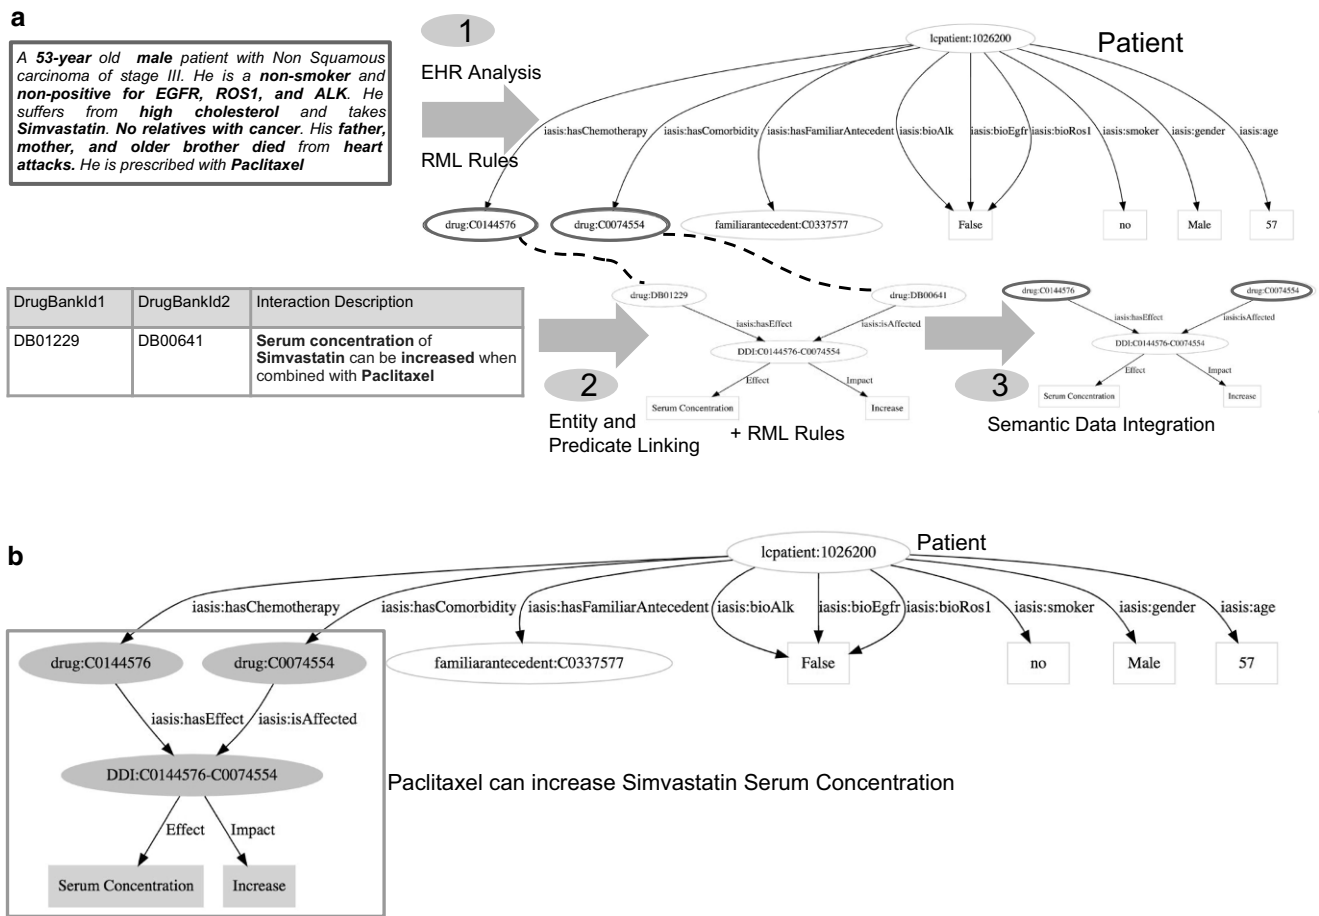 a
A 53-year old male patient with Non Squamous
carcinoma of stage III. He is a non-smoker and
non-positive for EGFR, ROS1, and ALK. He
suffers from high cholesterol and takes
Simvastatin. No relatives with cancer. His father,
mother, and older brother died from heart
attacks. He is prescribed with Paclitaxel
1
EHR Analysis
RML Rules
lcpatient:1026200
Patient
iasis:hasChemotherapy
iasis:hasComorbidity
iasis:hasFamiliarAntecedent
iasis:bioAlk
iasis:bioEgfr
iasis:bioRos1
iasis:smoker
iasis:gender
iasis:age
drug:C0144576
drug:C0074554
familiarantecedent:C0337577
False
no
Male
57
DrugBankId1 DrugBankId2 Interaction Description
DB01229 DB00641 Serum concentration of
Simvastatin can be increased when
combined with Paclitaxel
2
Entity and
Predicate Linking
+ RML Rules
drug:DB01229
drug:DB00641
iasis:hasEffect
iasis:isAffected
DDI:C0144576-C0074554
Effect
Impact
Serum Concentration
Increase
3
Semantic Data Integration
drug:C0144576
drug:C0074554
iasis:hasEffect
iasis:isAffected
DDI:C0144576-C0074554
Effect
Impact
Serum Concentration
Increase
b
lcpatient:1026200
Patient
iasis:hasChemotherapy
iasis:hasComorbidity
iasis:hasFamiliarAntecedent
iasis:bioAlk
iasis:bioEgfr
iasis:bioRos1
iasis:smoker
iasis:gender
iasis:age
drug:C0144576
drug:C0074554
familiarantecedent:C0337577
False
no
Male
57
iasis:hasEffect
iasis:isAffected
DDI:C0144576-C0074554
Paclitaxel can increase Simvastatin Serum Concentration
Effect
Impact
Serum Concentration
Increase